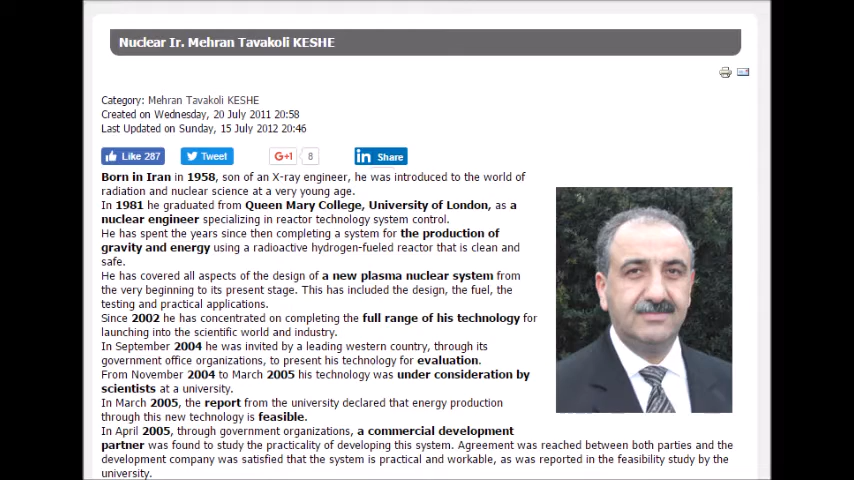 Nuclear Ir. Mehran Tavakoli KESHE
Category: Mehran Tavakoli KESHE
Created on Wednesday, 20 July 2011 20:58
Last Updated on Sunday, 15 July 2012 20:46
Like 287 Tweet G+1 8 in Share
Born in Iran in 1958, son of an X-ray engineer, he was introduced to the world of
radiation and nuclear science at a very young age.
In 1981 he graduated from Queen Mary College, University of London, as a
nuclear engineer specializing in reactor technology system control.
He has spent the years since then completing a system for the production of
gravity and energy using a radioactive hydrogen-fueled reactor that is clean and
safe.
He has covered all aspects of the design of a new plasma nuclear system from
the very beginning to its present stage. This has included the design, the fuel, the
testing and practical applications.
Since 2002 he has concentrated on completing the full range of his technology for
launching into the scientific world and industry.
In September 2004 he was invited by a leading western country, through its
government office organizations, to present his technology for evaluation.
From November 2004 to March 2005 his technology was under consideration by
scientists at a university.
In March 2005, the report from the university declared that energy production
through this new technology is feasible.
In April 2005, through government organizations, a commercial development
partner was found to study the practicality of developing this system. Agreement was reached between both parties and the
development company was satisfied that the system is practical and workable, as was reported in the feasibility study by the
university.